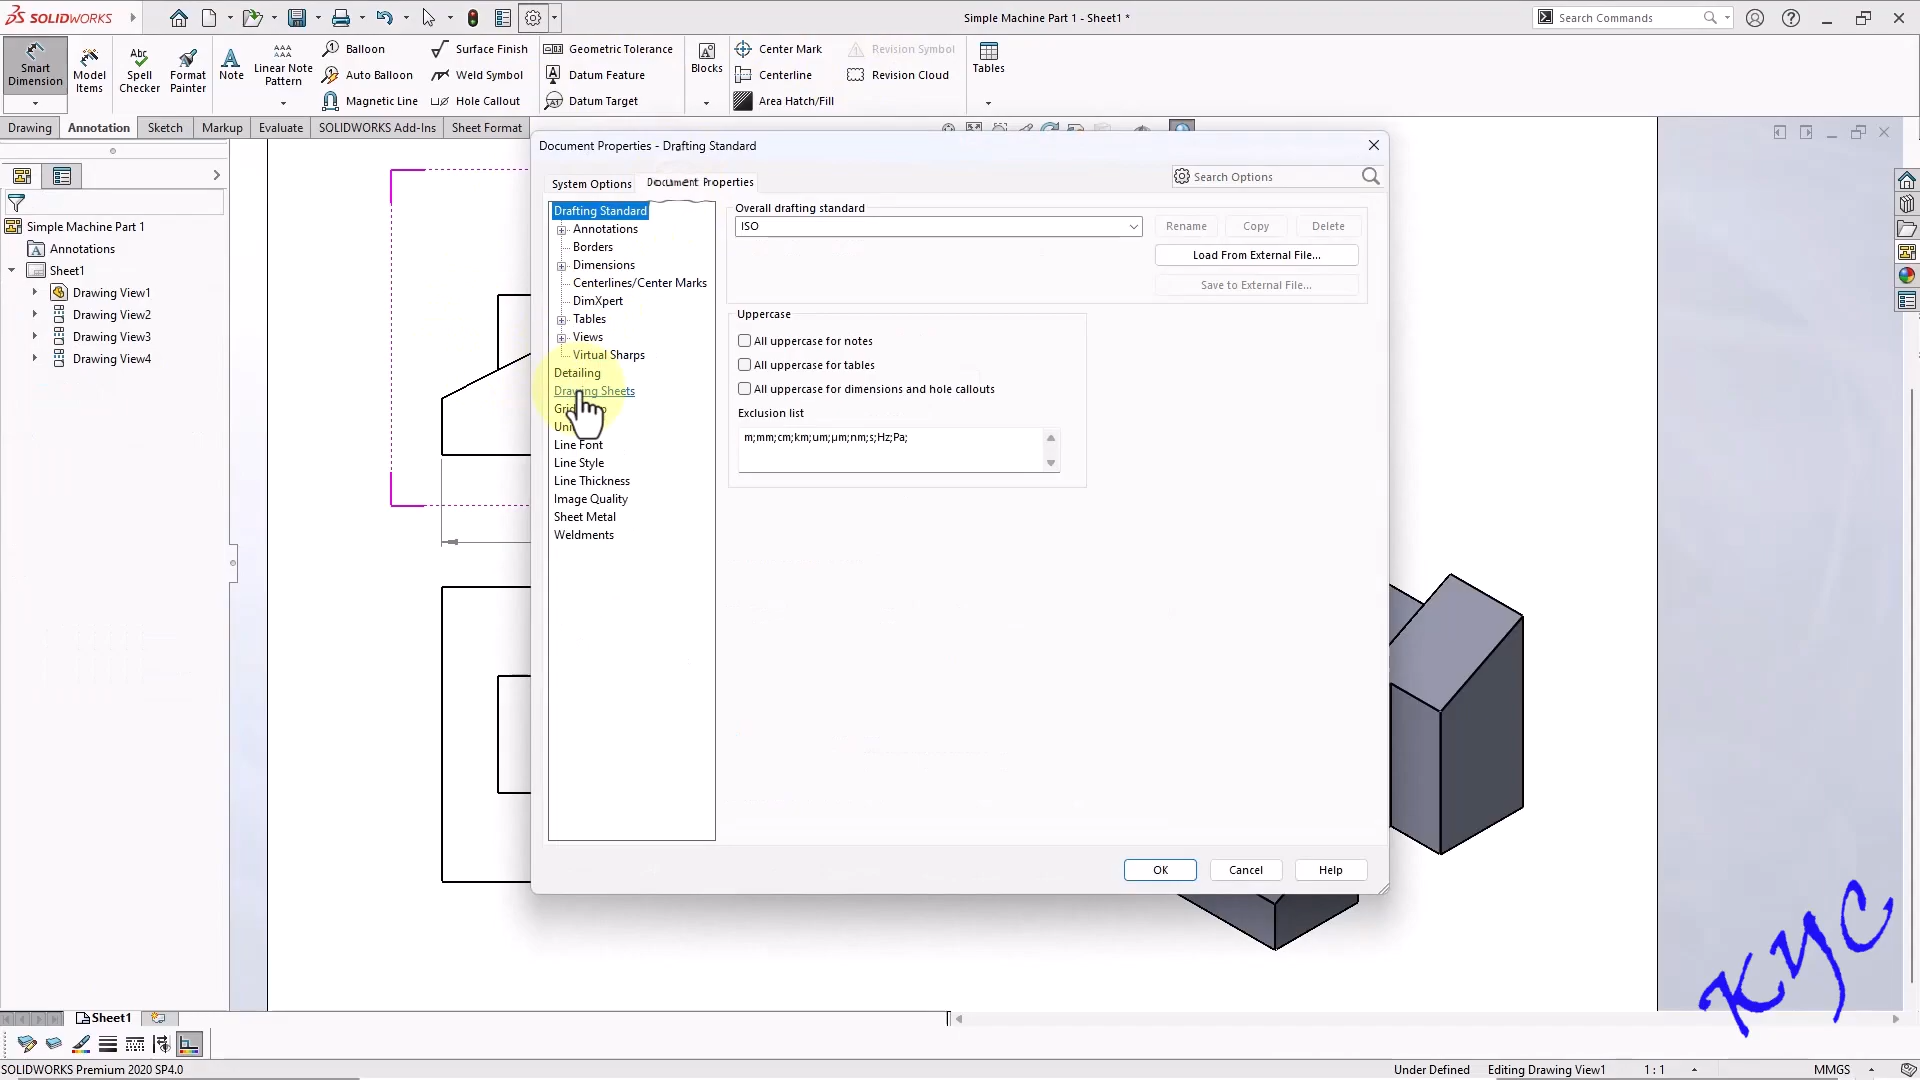 SOLIDWORKS
Simple Machine Part 1 - Sheet1 *
Search Commands
Smart Dimension
Model Items
Spell Checker
Format Painter
Note
Linear Note Pattern
Balloon
Auto Balloon
Magnetic Line
Surface Finish
Weld Symbol
Hole Callout
Geometric Tolerance
Datum Feature
Datum Target
Blocks
Center Mark
Centerline
Area Hatch/Fill
Revision Symbol
Revision Cloud
Tables
Drawing
Annotation
Sketch
Markup
Evaluate
SOLIDWORKS Add-Ins
Sheet Format
Simple Machine Part 1
Annotations
Sheet1
Drawing View1
Drawing View2
Drawing View3
Drawing View4
Document Properties - Drafting Standard
System Options
Document Properties
Search Options
Drafting Standard
Annotations
Borders
Dimensions
Centerlines/Center Marks
DimXpert
Tables
Views
Virtual Sharps
Detailing
Drawing Sheets
Line Font
Line Style
Line Thickness
Image Quality
Sheet Metal
Weldments
Overall drafting standard
ISO
Rename
Copy
Delete
Load From External File...
Save to External File...
Uppercase
All uppercase for notes
All uppercase for tables
All uppercase for dimensions and hole callouts
Exclusion list
m;mm;cm;km;um;µm;nm;s;Hz;Pa;
OK
Cancel
Help
KYC
Sheet1
SOLIDWORKS Premium 2020 SP4.0
Under Defined
Editing Drawing View1
1 : 1
MMGS